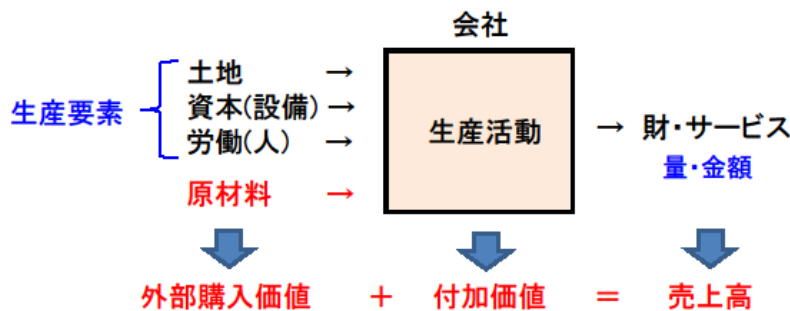 会社
生産要素
土地 →
資本(設備) →
労働(人) →
原材料 →
生産活動
→ 財・サービス
量・金額
外部購入価値 + 付加価値 = 売上高